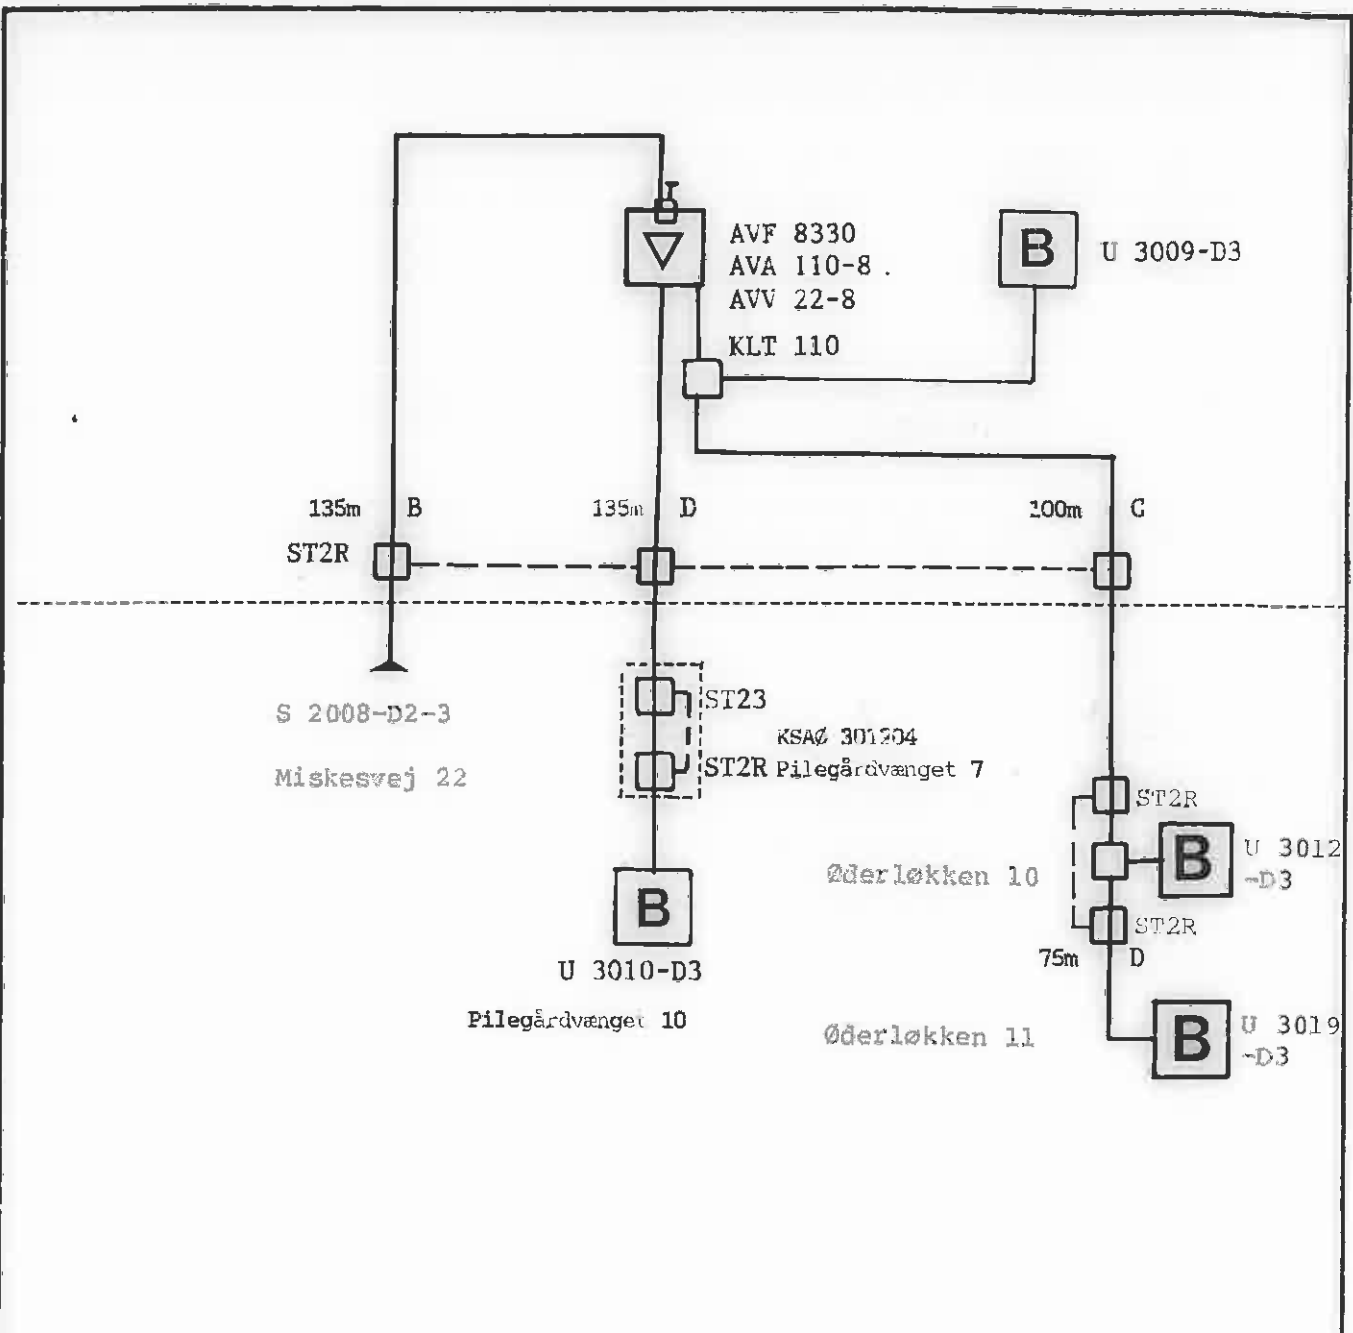 AVF 8330
AVA 110-8 .
AVV 22-8
KLT 110
B
U 3009-D3
135m B
135m D
100m C
ST2R
S 2008-D2-3
Miskesvej 22
ST23
KSAØ 301204
ST2R Pilegårdvænget 7
B
U 3010-D3
Pilegårdvænget 10
ST2R
Øderløkken 10
B
U 3012
-D3
ST2R
75m D
Øderløkken 11
B
U 3019
-D3